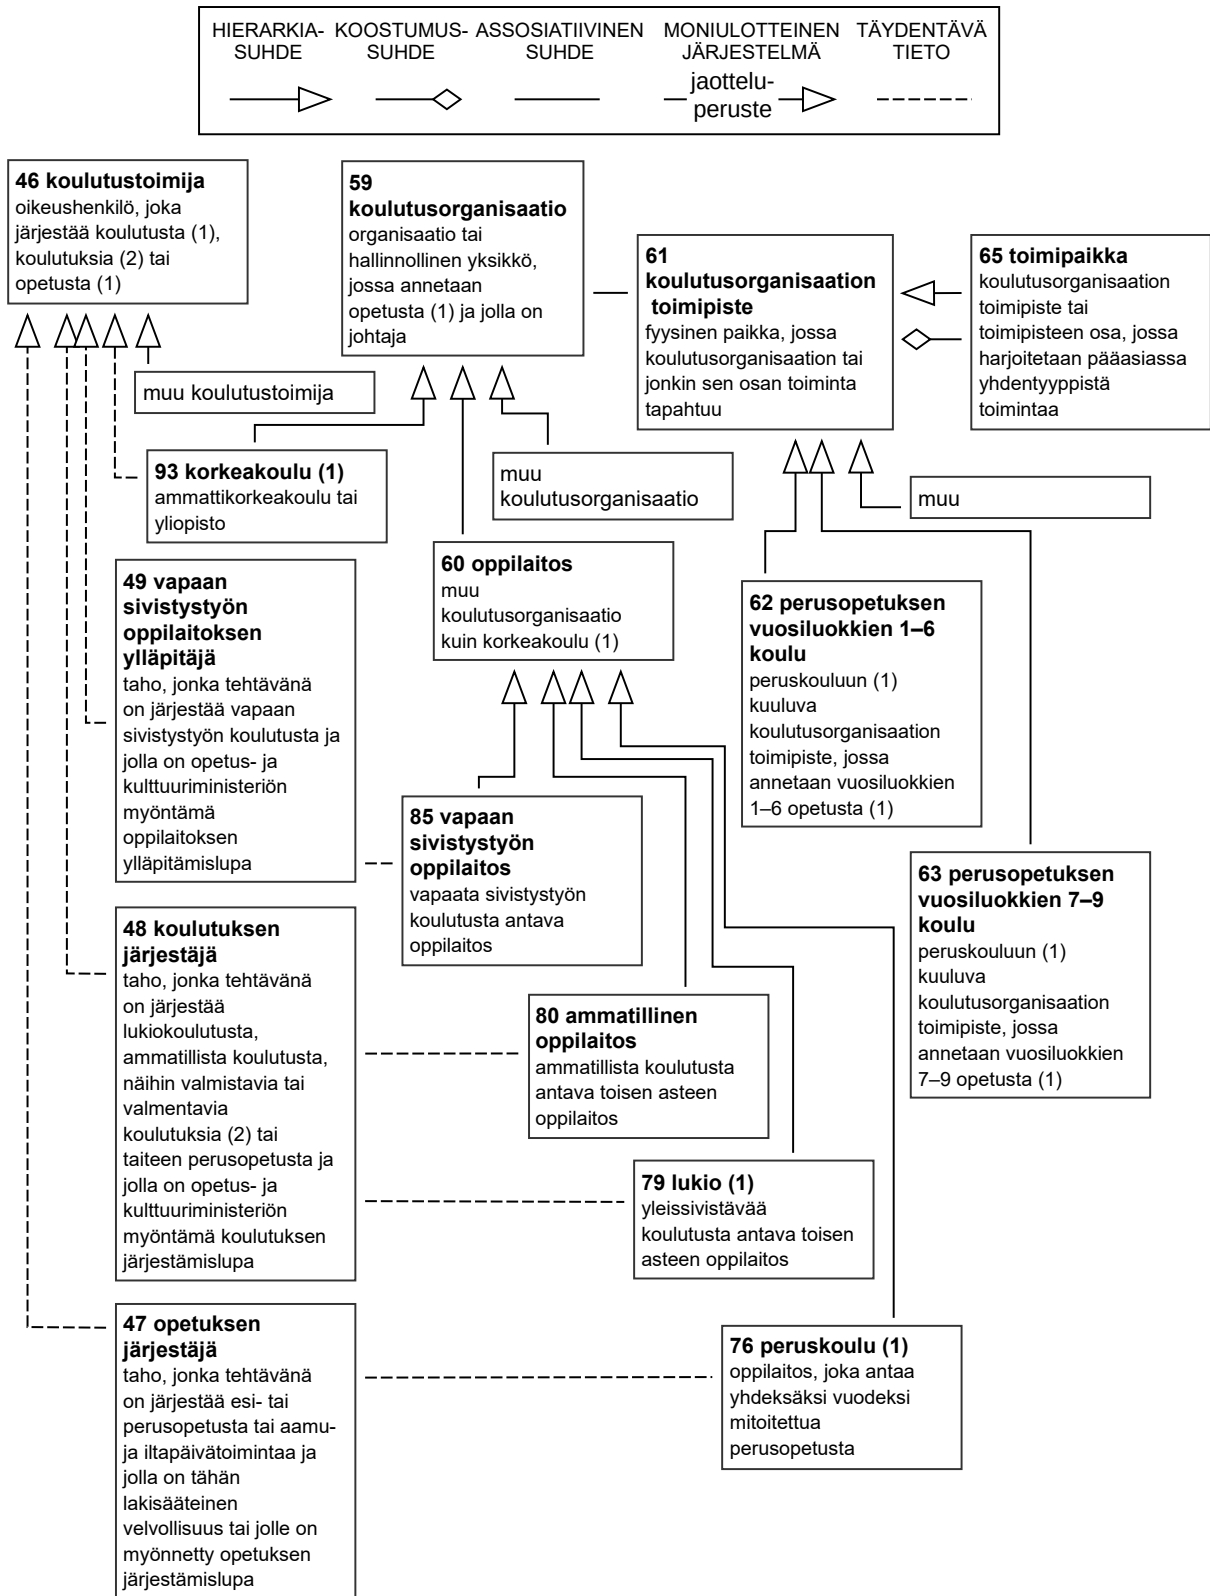 HIERARKIA-
SUHDE
KOOSTUMUS-
SUHDE
ASSOSIATIIVINEN
SUHDE
MONIULOTTEINEN
JÄRJESTELMÄ
TÄYDENTÄVÄ
TIETO
jaottelu-
peruste
46 koulutustoimija
oikeushenkilö, joka
järjestää koulutusta (1),
koulutuksia (2) tai
opetusta (1)
59
koulutusorganisaatio
organisaatio tai
hallinnollinen yksikkö,
jossa annetaan
opetusta (1) ja jolla on
johtaja
61
koulutusorganisaation
toimipiste
fyysinen paikka, jossa
koulutusorganisaation tai
jonkin sen osan toiminta
tapahtuu
65 toimipaikka
koulutusorganisaation
toimipiste tai
toimipisteen osa, jossa
harjoitetaan pääasiassa
yhdentyyppistä
toimintaa
muu koulutustoimija
93 korkeakoulu (1)
ammattikorkeakoulu tai
yliopisto
muu
koulutusorganisaatio
muu
49 vapaan
sivistystyön
oppilaitoksen
ylläpitäjä
taho, jonka tehtävänä
on järjestää vapaan
sivistystyön koulutusta ja
jolla on opetus- ja
kulttuuriministeriön
myöntämä
oppilaitoksen
ylläpitämislupa
60 oppilaitos
muu
koulutusorganisaatio
kuin korkeakoulu (1)
62 perusopetuksen
vuosiluokkien 1–6
koulu
peruskouluun (1)
kuuluva
koulutusorganisaation
toimipiste, jossa
annetaan vuosiluokkien
1–6 opetusta (1)
85 vapaan
sivistystyön
oppilaitos
vapaata sivistystyön
koulutusta antava
oppilaitos
63 perusopetuksen
vuosiluokkien 7–9
koulu
peruskouluun (1)
kuuluva
koulutusorganisaation
toimipiste, jossa
annetaan vuosiluokkien
7–9 opetusta (1)
48 koulutuksen
järjestäjä
taho, jonka tehtävänä
on järjestää
lukiokoulutusta,
ammatillista koulutusta,
näihin valmistavia tai
valmentavia
koulutuksia (2) tai
taiteen perusopetusta ja
jolla on opetus- ja
kulttuuriministeriön
myöntämä koulutuksen
järjestämislupa
80 ammatillinen
oppilaitos
ammatillista koulutusta
antava toisen asteen
oppilaitos
79 lukio (1)
yleissivistävää
koulutusta antava toisen
asteen oppilaitos
47 opetuksen
järjestäjä
taho, jonka tehtävänä
on järjestää esi- tai
perusopetusta tai aamu-
ja iltapäivätoimintaa ja
jolla on tähän
lakisääteinen
velvollisuus tai jolle on
myönnetty opetuksen
järjestämislupa
76 peruskoulu (1)
oppilaitos, joka antaa
yhdeksäksi vuodeksi
mitoitettua
perusopetusta